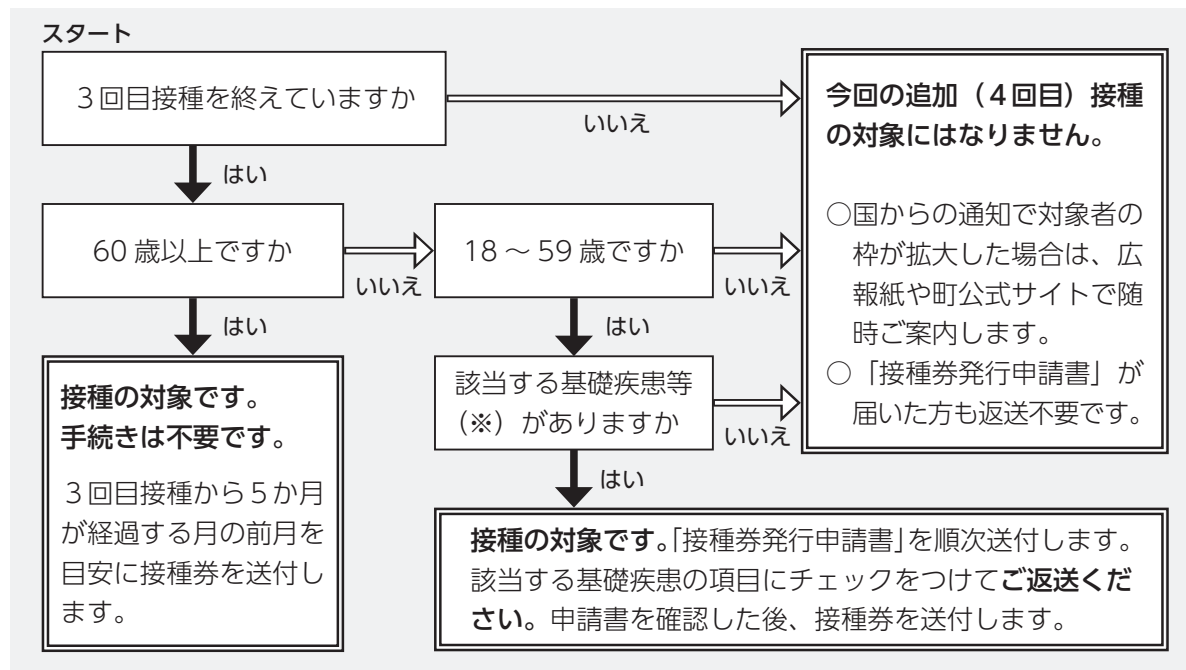 スタート
3回目接種を終えていますか
いいえ
はい
60歳以上ですか
いいえ
18～59歳ですか
いいえ
はい
はい
接種の対象です。
手続きは不要です。
3回目接種から5か月
が経過する月の前月を
目安に接種券を送付し
ます。
該当する基礎疾患等
（※）がありますか
いいえ
はい
接種の対象です。「接種券発行申請書」を順次送付します。
該当する基礎疾患の項目にチェックをつけてご返送くだ
さい。申請書を確認した後、接種券を送付します。
今回の追加（4回目）接種
の対象にはなりません。
○国からの通知で対象者の
枠が拡大した場合は、広
報紙や町公式サイトで随
時ご案内します。
○「接種券発行申請書」が
届いた方も返送不要です。